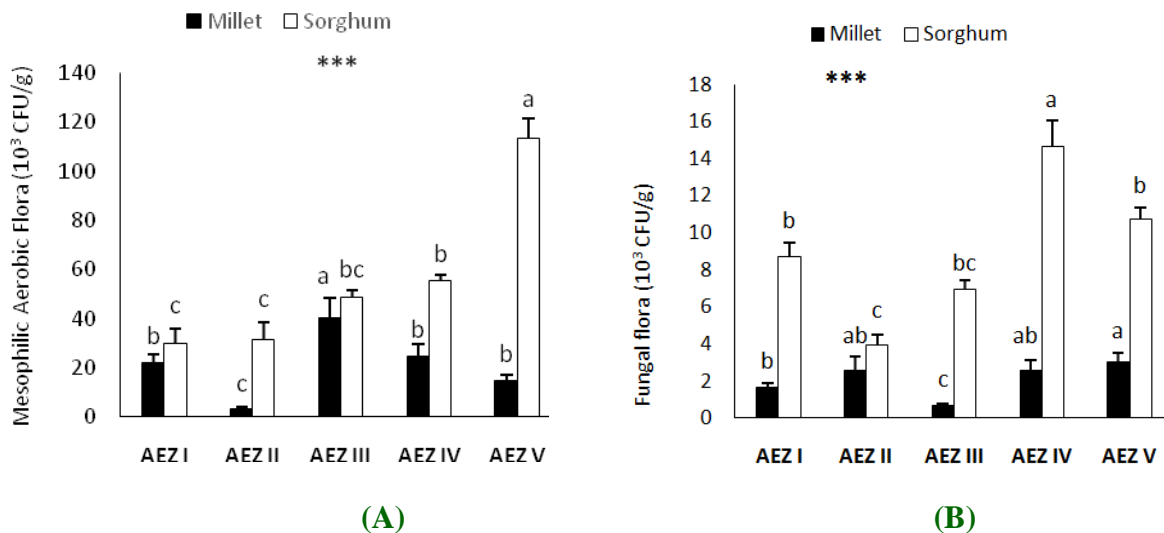 Millet Sorghum
***
Mesophilic Aerobic Flora (10³ CFU/g)
140
120
100
80
60
40
20
0
b c c c a bc b b b a
AEZ I AEZ II AEZ III AEZ IV AEZ V
(A)
Millet Sorghum
***
Fungal flora (10³ CFU/g)
18
16
14
12
10
8
6
4
2
0
b b ab c c bc ab a a b
AEZ I AEZ II AEZ III AEZ IV AEZ V
(B)